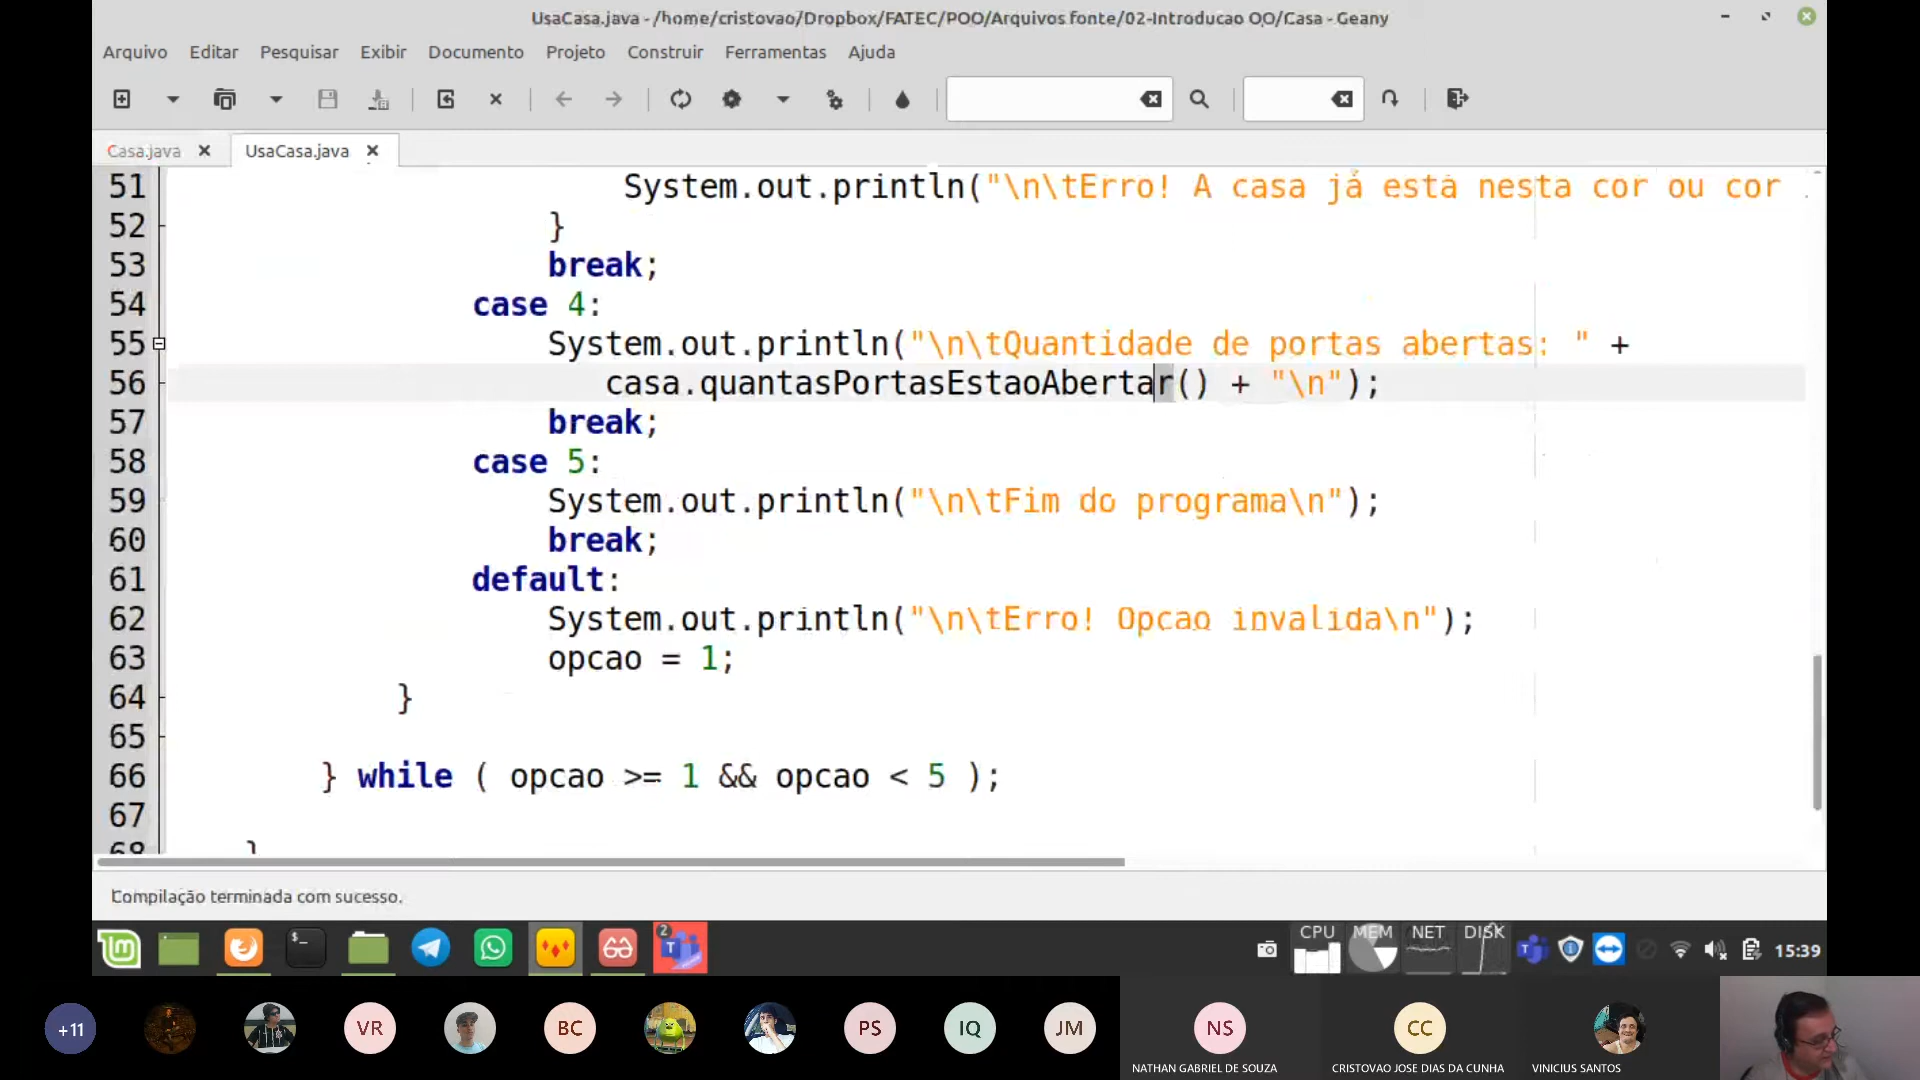 UsaCasa.java - /home/cristovao/Dropbox/FATEC/POO/Arquivos fonte/02-Introducao OO/Casa - Geany
Arquivo Editar Pesquisar Exibir Documento Projeto Construir Ferramentas Ajuda
Casa.java UsaCasa.java
51 System.out.println("\n\tErro! A casa já esta nesta cor ou cor
52 }
53 break;
54 case 4:
55 System.out.println("\n\tQuantidade de portas abertas: " +
56 casa.quantasPortasEstaoAbertar() + "\n");
57 break;
58 case 5:
59 System.out.println("\n\tFim do programa\n");
60 break;
61 default:
62 System.out.println("\n\tErro! Opcao invalida\n");
63 opcao = 1;
64 }
65
66 } while ( opcao >= 1 && opcao < 5 );
67
68 }
Compilação terminada com sucesso.
CPU MEM NET DISK
2 T 15:39
+11 VR BC PS IQ JM NS CC
NATHAN GABRIEL DE SOUZA CRISTOVAO JOSE DIAS DA CUNHA VINICIUS SANTOS